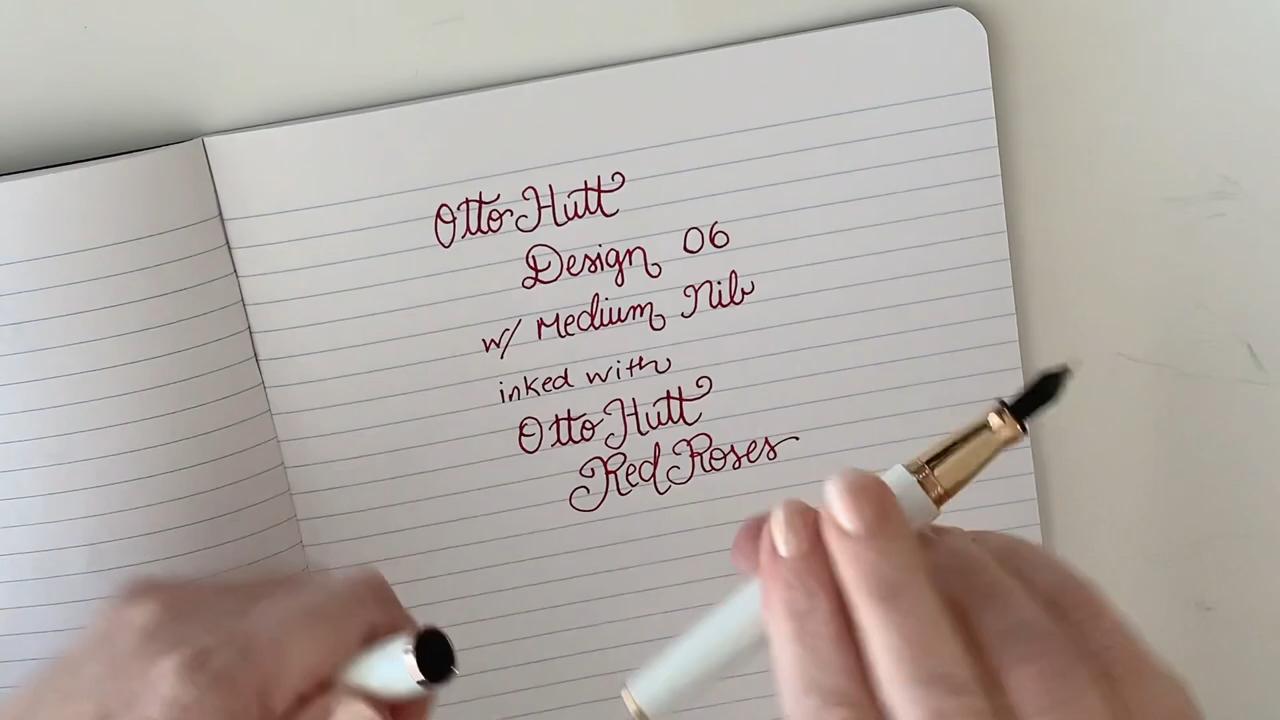 Otto Hutt
Design 06
w/ Medium Nib
inked with
Otto Hutt
Red Roses